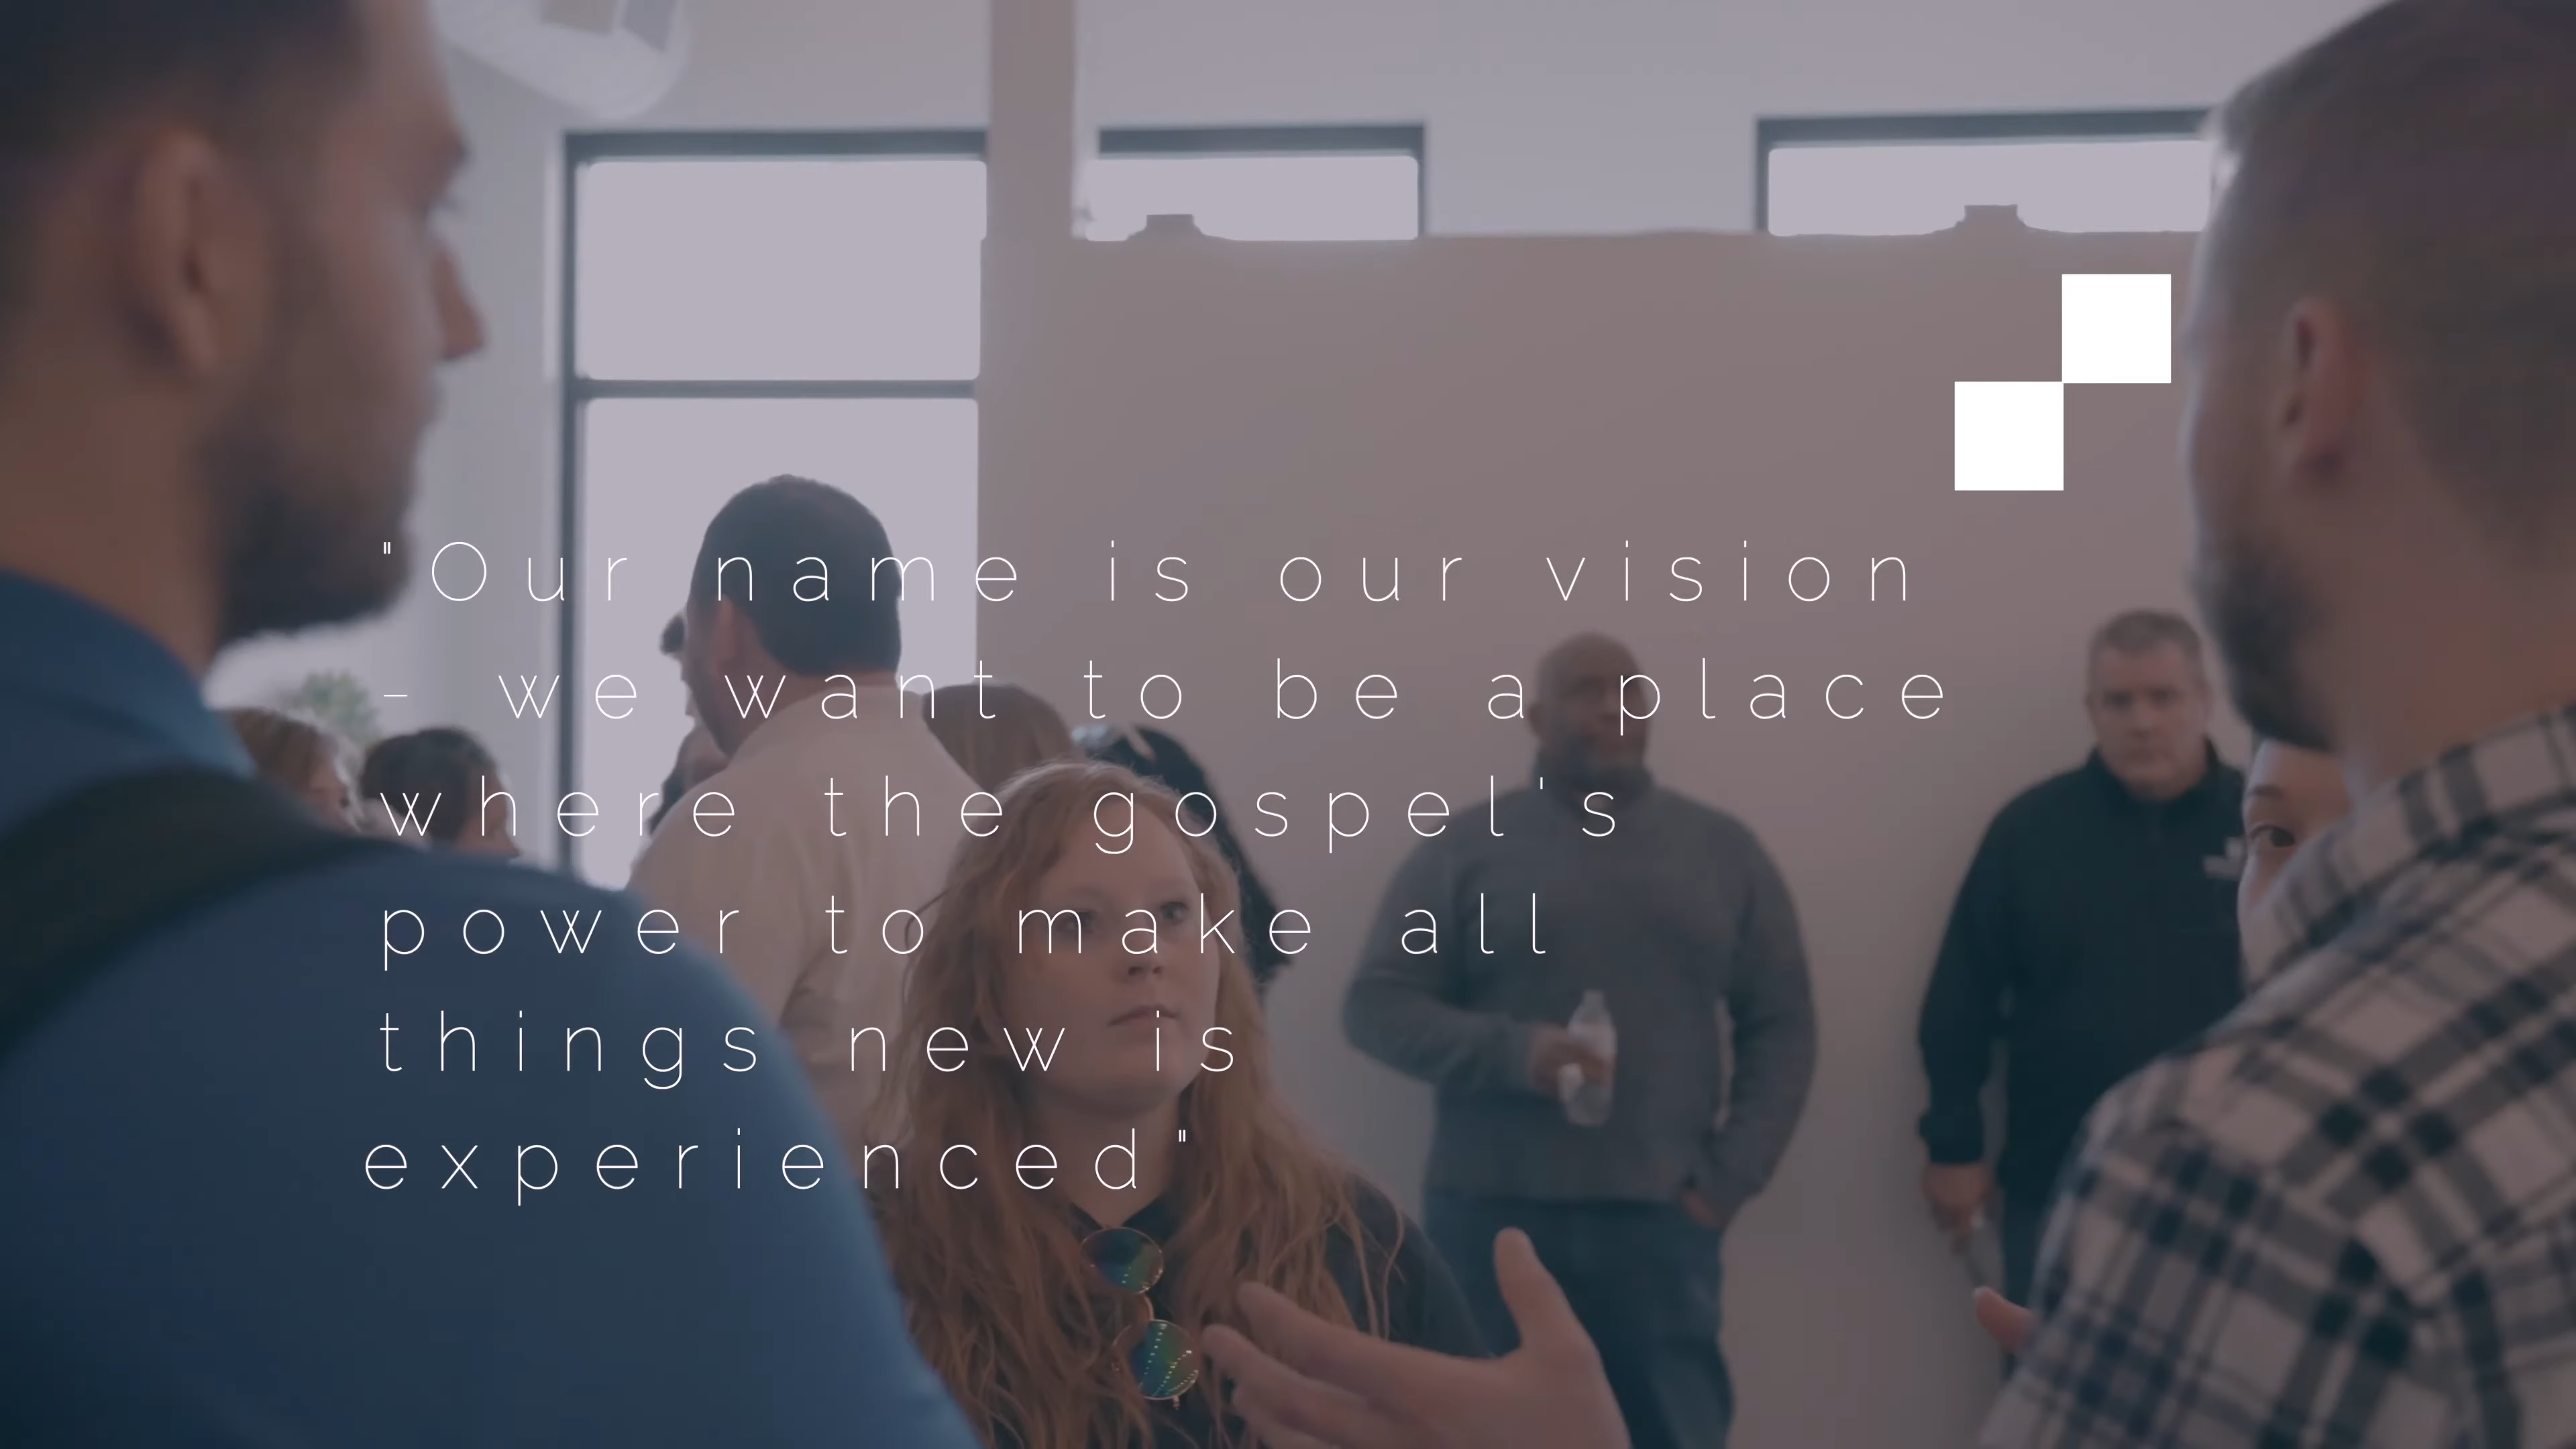 "Our name is our vision
- we want to be a place
where the gospel's
power to make all
things new is
experienced"